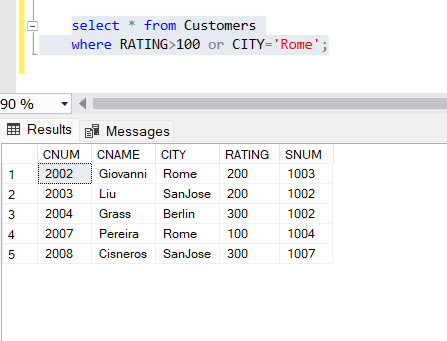 select * from Customers
where RATING>100 or CITY='Rome';
90 %
Results Messages
CNUM CNAME CITY RATING SNUM
1 2002 Giovanni Rome 200 1003
2 2003 Liu SanJose 200 1002
3 2004 Grass Berlin 300 1002
4 2007 Pereira Rome 100 1004
5 2008 Cisneros SanJose 300 1007